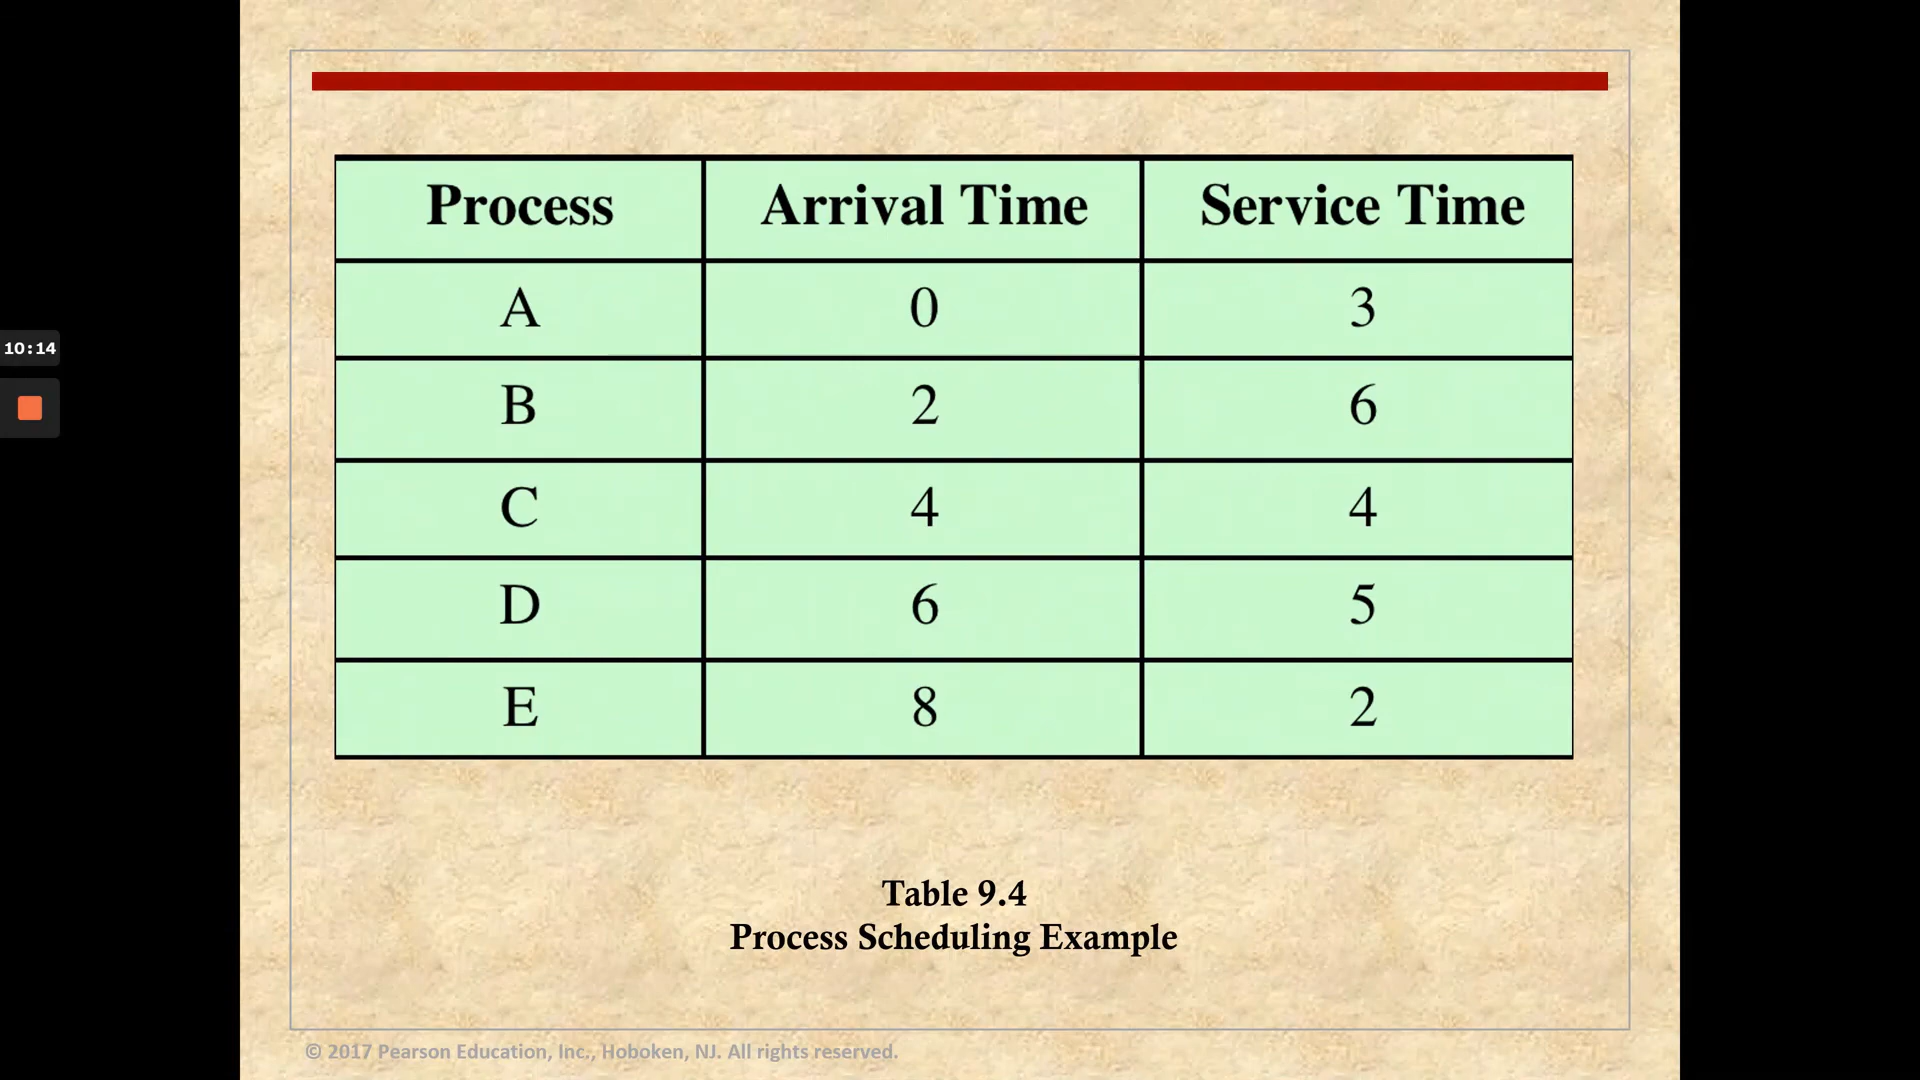 Process Arrival Time Service Time
A 0 3
B 2 6
C 4 4
D 6 5
E 8 2
10:14
Table 9.4
Process Scheduling Example
© 2017 Pearson Education, Inc., Hoboken, NJ. All rights reserved.